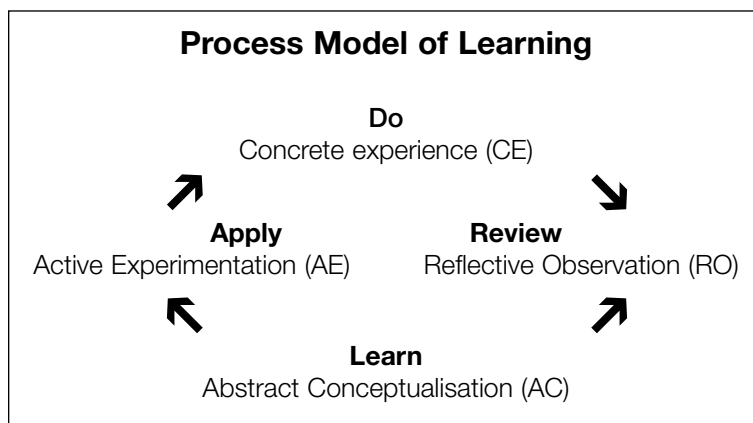 Process Model of Learning
Do
Concrete experience (CE)
Apply
Active Experimentation (AE)
Review
Reflective Observation (RO)
Learn
Abstract Conceptualisation (AC)